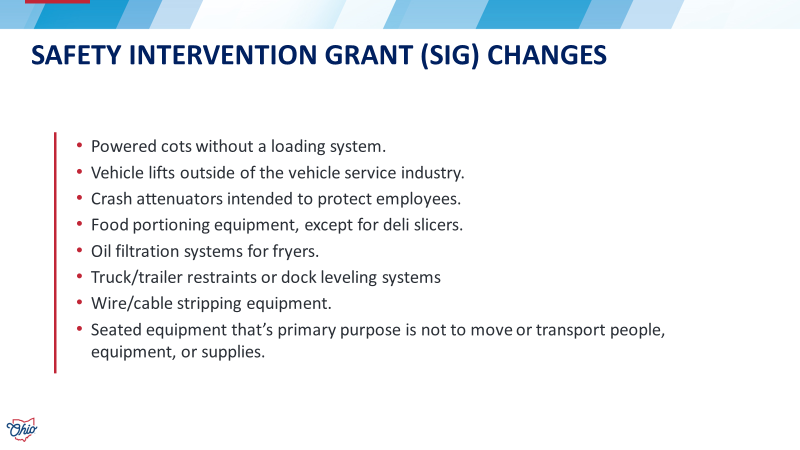 SAFETY INTERVENTION GRANT (SIG) CHANGES
• Powered cots without a loading system.
• Vehicle lifts outside of the vehicle service industry.
• Crash attenuators intended to protect employees.
• Food portioning equipment, except for deli slicers.
• Oil filtration systems for fryers.
• Truck/trailer restraints or dock leveling systems
• Wire/cable stripping equipment.
• Seated equipment that’s primary purpose is not to move or transport people,
equipment, or supplies.
Ohio